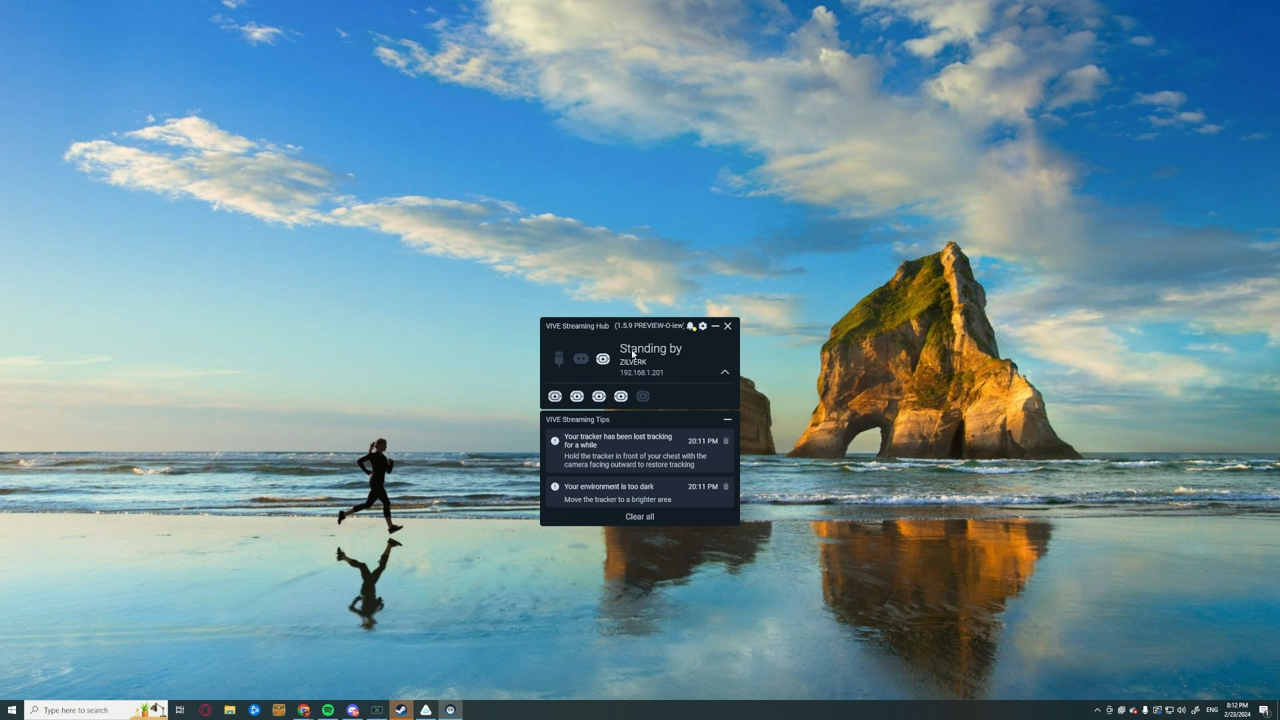 VIVE Streaming Hub (1.5.9 PREVIEW-0-iew)
Standing by
ZILVERK
192.168.1.201
VIVE Streaming Tips
Your tracker has been lost tracking for a while 20:11 PM
Hold the tracker in front of your chest with the
camera facing outward to restore tracking
Your environment is too dark 20:11 PM
Move the tracker to a brighter area
Clear all
Type here to search
ENG
8:12 PM
2/23/2024